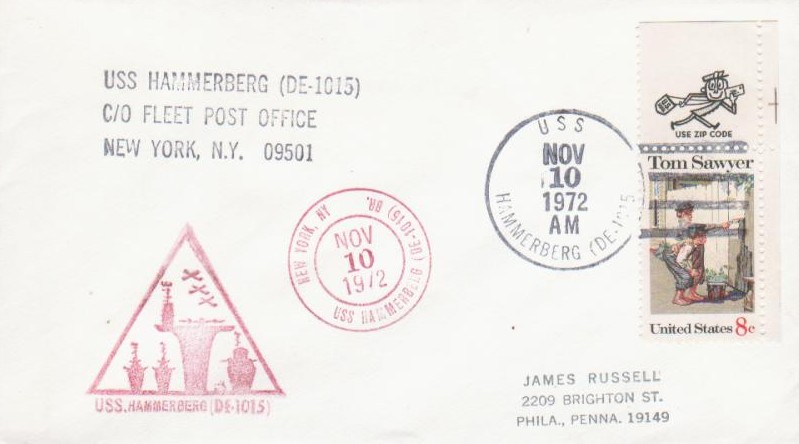 USS HAMMERBERG (DE-1015)
C/O FLEET POST OFFICE
NEW YORK, N.Y. 09501
USS
NOV
10
1972
AM
HAMMERBERG (DE-1015
USE ZIP CODE
Tom Sawyer
United States 8c
NEW YORK, NY
NOV
10
1972
USS HAMMERBERG (DE-1015) BR.
USS. HAMMERBERG (DE-1015)
JAMES RUSSELL
2209 BRIGHTON ST.
PHILA., PENNA. 19149